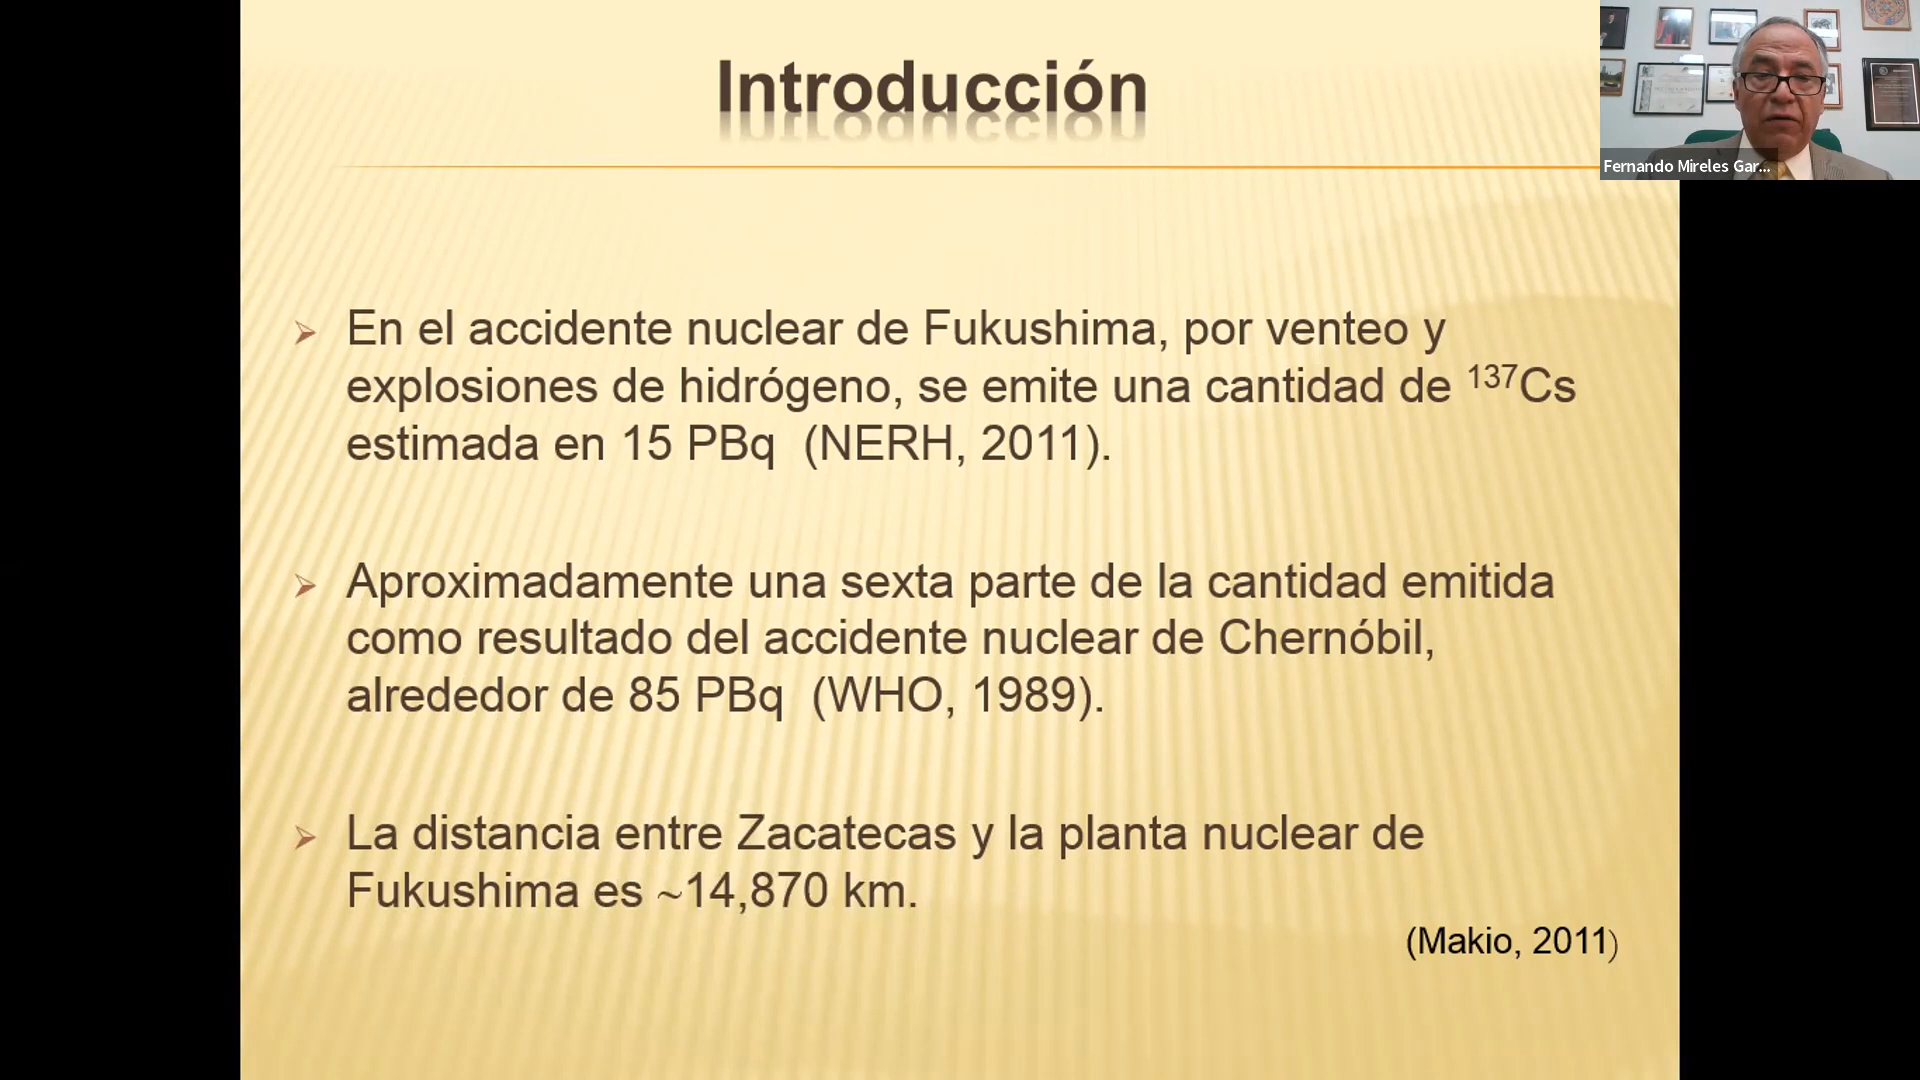 Introducción
Fernando Mireles Gar...
En el accidente nuclear de Fukushima, por venteo y
explosiones de hidrógeno, se emite una cantidad de ¹³⁷Cs
estimada en 15 PBq (NERH, 2011).
Aproximadamente una sexta parte de la cantidad emitida
como resultado del accidente nuclear de Chernóbil,
alrededor de 85 PBq (WHO, 1989).
La distancia entre Zacatecas y la planta nuclear de
Fukushima es ~14,870 km.
(Makio, 2011)